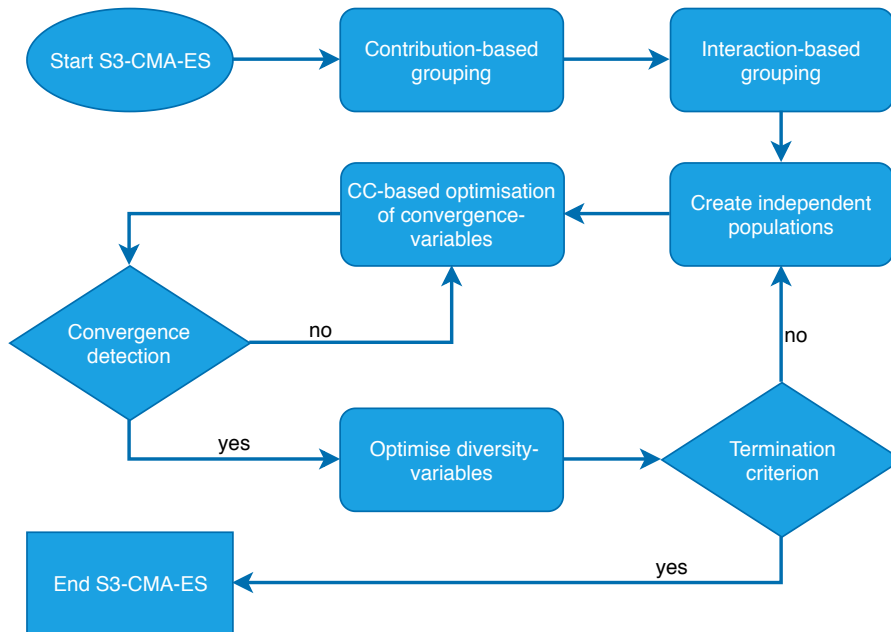 Start S3-CMA-ES
Contribution-based
grouping
Interaction-based
grouping
CC-based optimisation
of convergence-
variables
Create independent
populations
Convergence
detection
no
no
yes
Optimise diversity-
variables
Termination
criterion
End S3-CMA-ES
yes